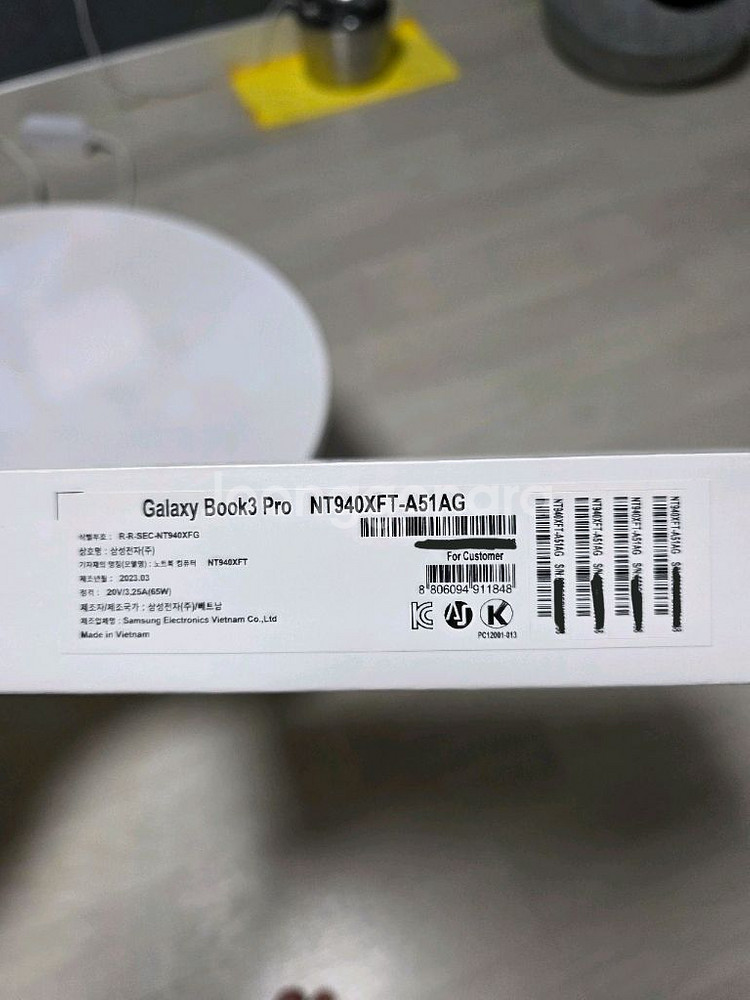 Galaxy Book3 Pro NT940XFT-A51AG
식별부호 : R-R-SEC-NT940XFG
상호명 : 삼성전자(주)
기자재의 명칭(모델명) : 노트북 컴퓨터 NT940XFT
제조년월 : 2023.03
정격 : 20V/3.25A(65W)
제조자/제조국가 : 삼성전자(주)/베트남
제조업체명 : Samsung Electronics Vietnam Co.,Ltd
Made in Vietnam
For Customer
8 806094 911848
PC12001-013
NT940XFT-A51AG S/N
NT940XFT-A51AG S/N
NT940XFT-A51AG S/N
NT940XFT-A51AG S